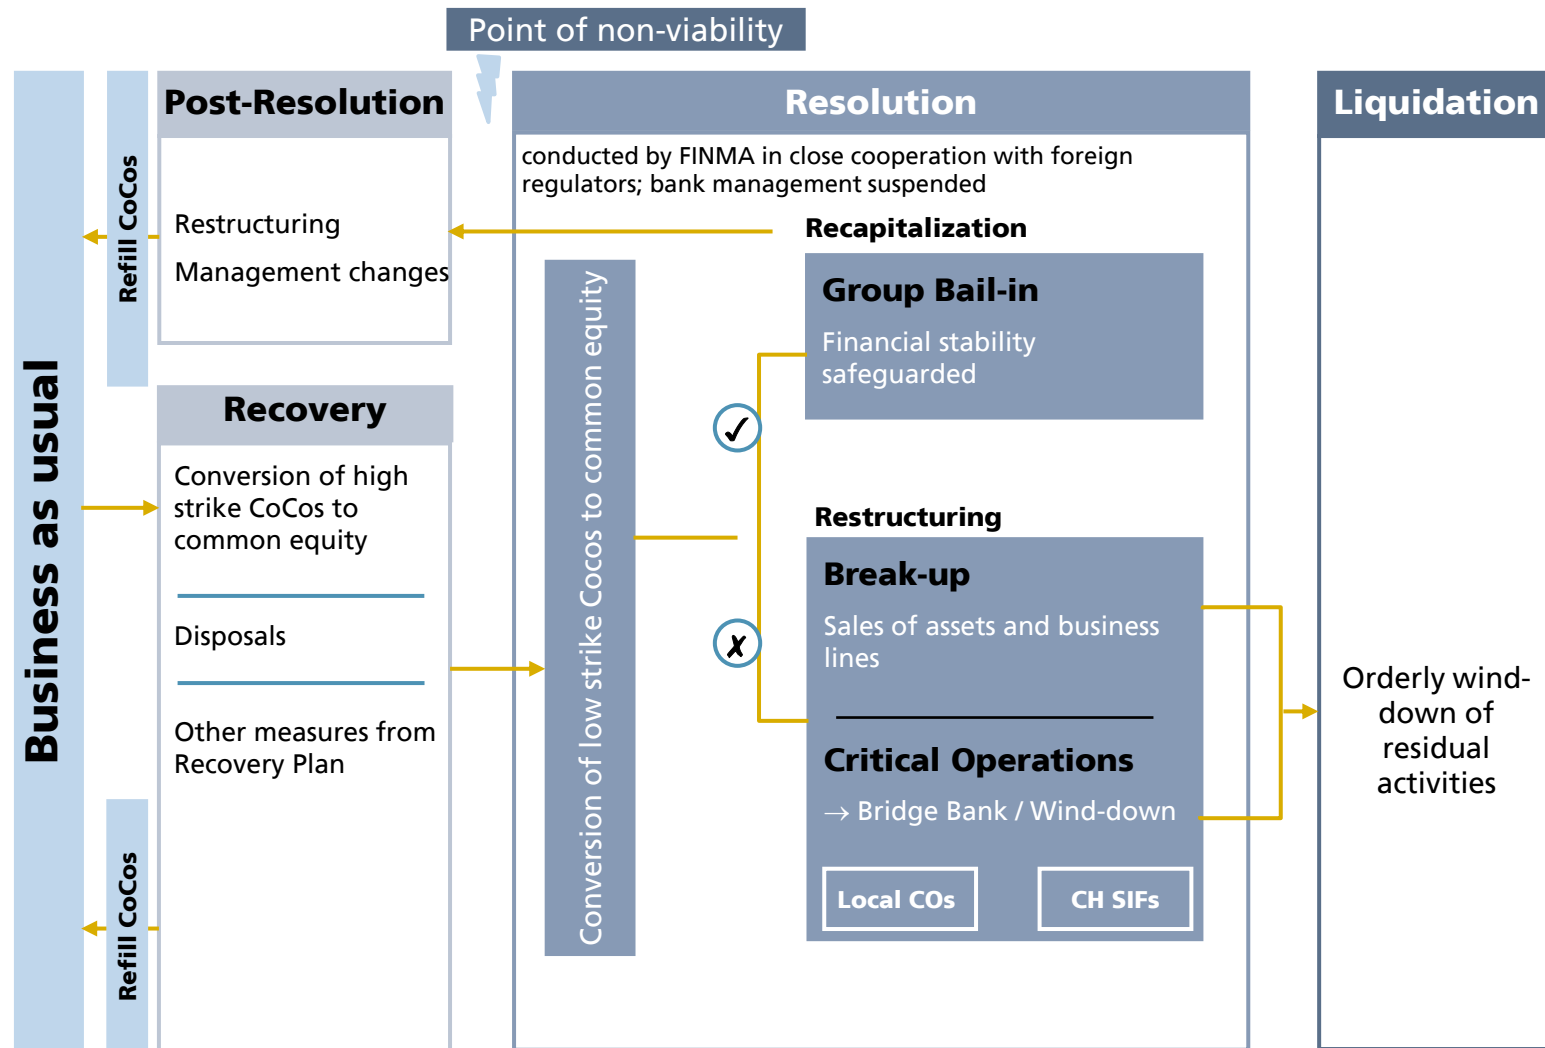 Point of non-viability
Business as usual
Refill CoCos
Post-Resolution
Restructuring
Management changes
Recovery
Conversion of high
strike CoCos to
common equity
Disposals
Other measures from
Recovery Plan
Refill CoCos
Resolution
conducted by FINMA in close cooperation with foreign
regulators; bank management suspended
Conversion of low strike Cocos to common equity
✓
✗
Recapitalization
Group Bail-in
Financial stability
safeguarded
Restructuring
Break-up
Sales of assets and business
lines
Critical Operations
→ Bridge Bank / Wind-down
Local COs
CH SIFs
Liquidation
Orderly wind-
down of
residual
activities